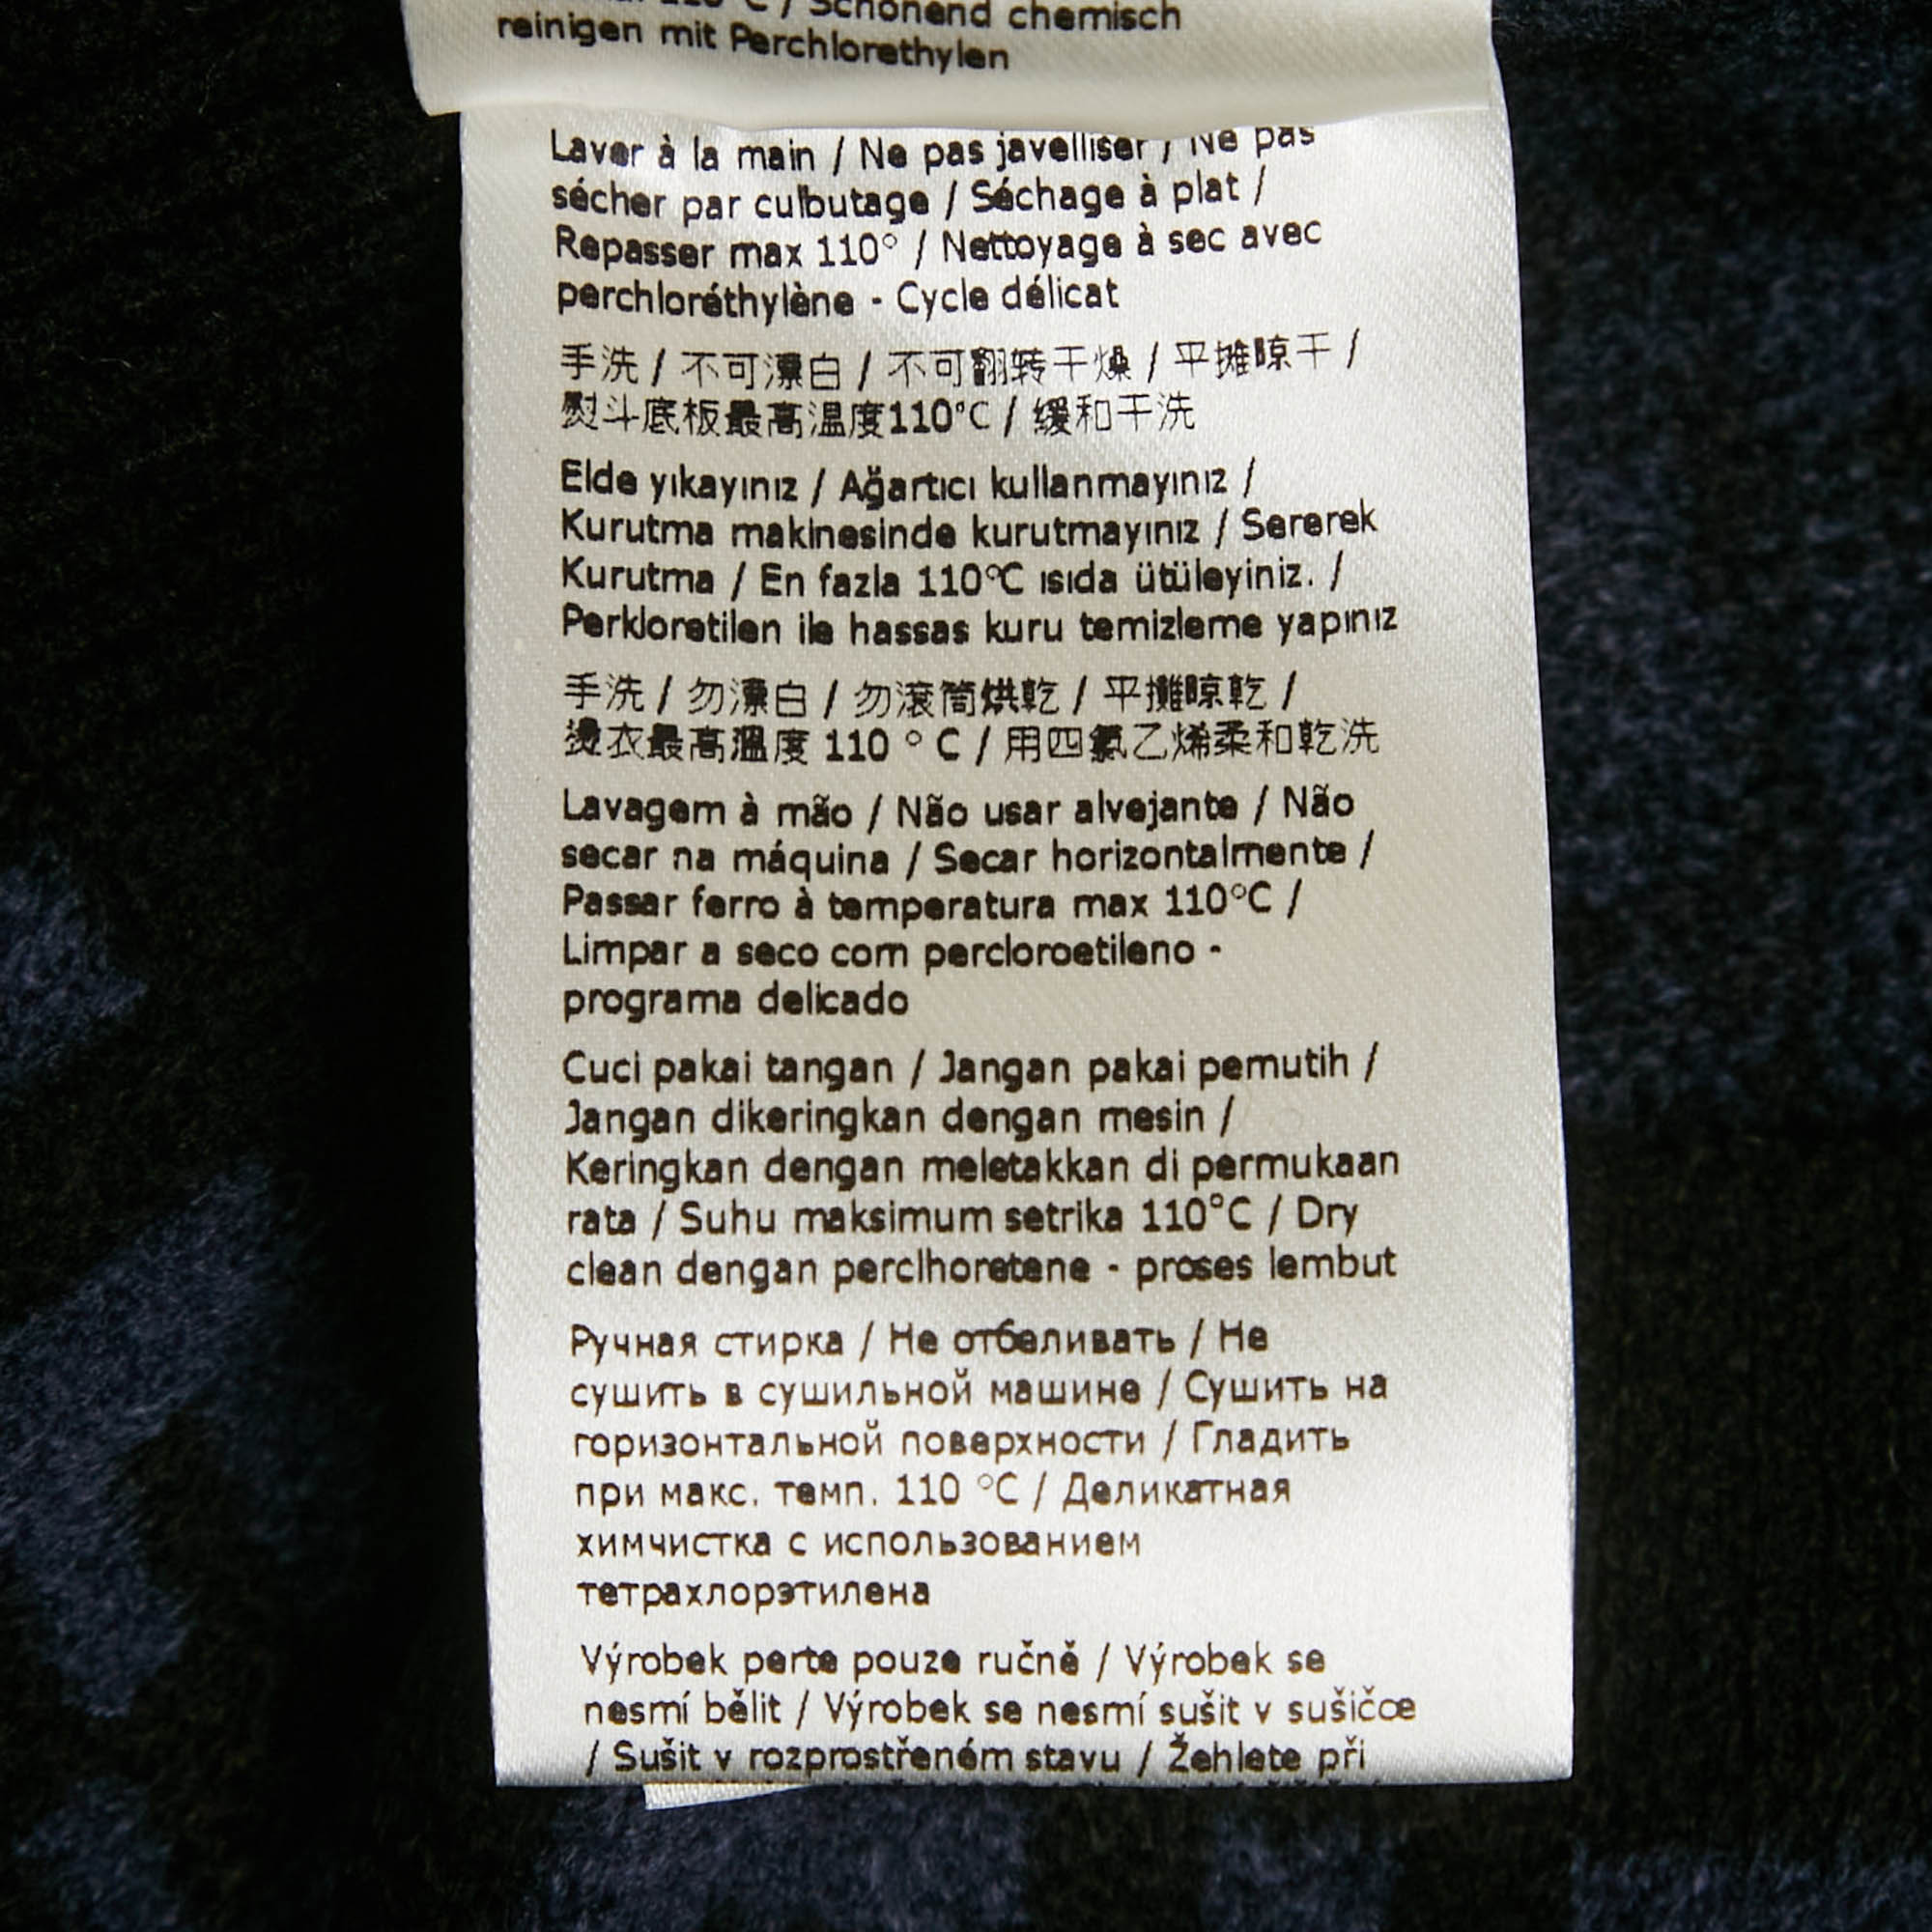 C / Schonend chemisch
reinigen mit Perchlorethylen
Laver à la main / Ne pas javelliser / Ne pas
sécher par culbutage / Séchage à plat /
Repasser max 110° / Nettoyage à sec avec
perchloréthylène - Cycle délicat
手洗 / 不可漂白 / 不可翻转干燥 / 平摊晾干 /
熨斗底板最高温度110°C / 缓和干洗
Elde yıkayınız / Ağartıcı kullanmayınız /
Kurutma makinesinde kurutmayınız / Sererek
Kurutma / En fazla 110°C ısıda ütüleyiniz. /
Perkloretilen ile hassas kuru temizleme yapınız
手洗 / 勿漂白 / 勿滾筒烘乾 / 平攤晾乾 /
燙衣最高溫度 110 ° C / 用四氯乙烯柔和乾洗
Lavagem à mão / Não usar alvejante / Não
secar na máquina / Secar horizontalmente /
Passar ferro à temperatura max 110°C /
Limpar a seco com percloroetileno -
programa delicado
Cuci pakai tangan / Jangan pakai pemutih /
Jangan dikeringkan dengan mesin /
Keringkan dengan meletakkan di permukaan
rata / Suhu maksimum setrika 110°C / Dry
clean dengan perclhoretene - proses lembut
Ручная стирка / Не отбеливать / Не
сушить в сушильной машине / Сушить на
горизонтальной поверхности / Гладить
при макс. темп. 110 °C / Деликатная
химчистка с использованием
тетрахлорэтилена
Výrobek perte pouze ručně / Výrobek se
nesmí bělit / Výrobek se nesmí sušit v sušičce
/ Sušit v rozprostřeném stavu / Žehlete při